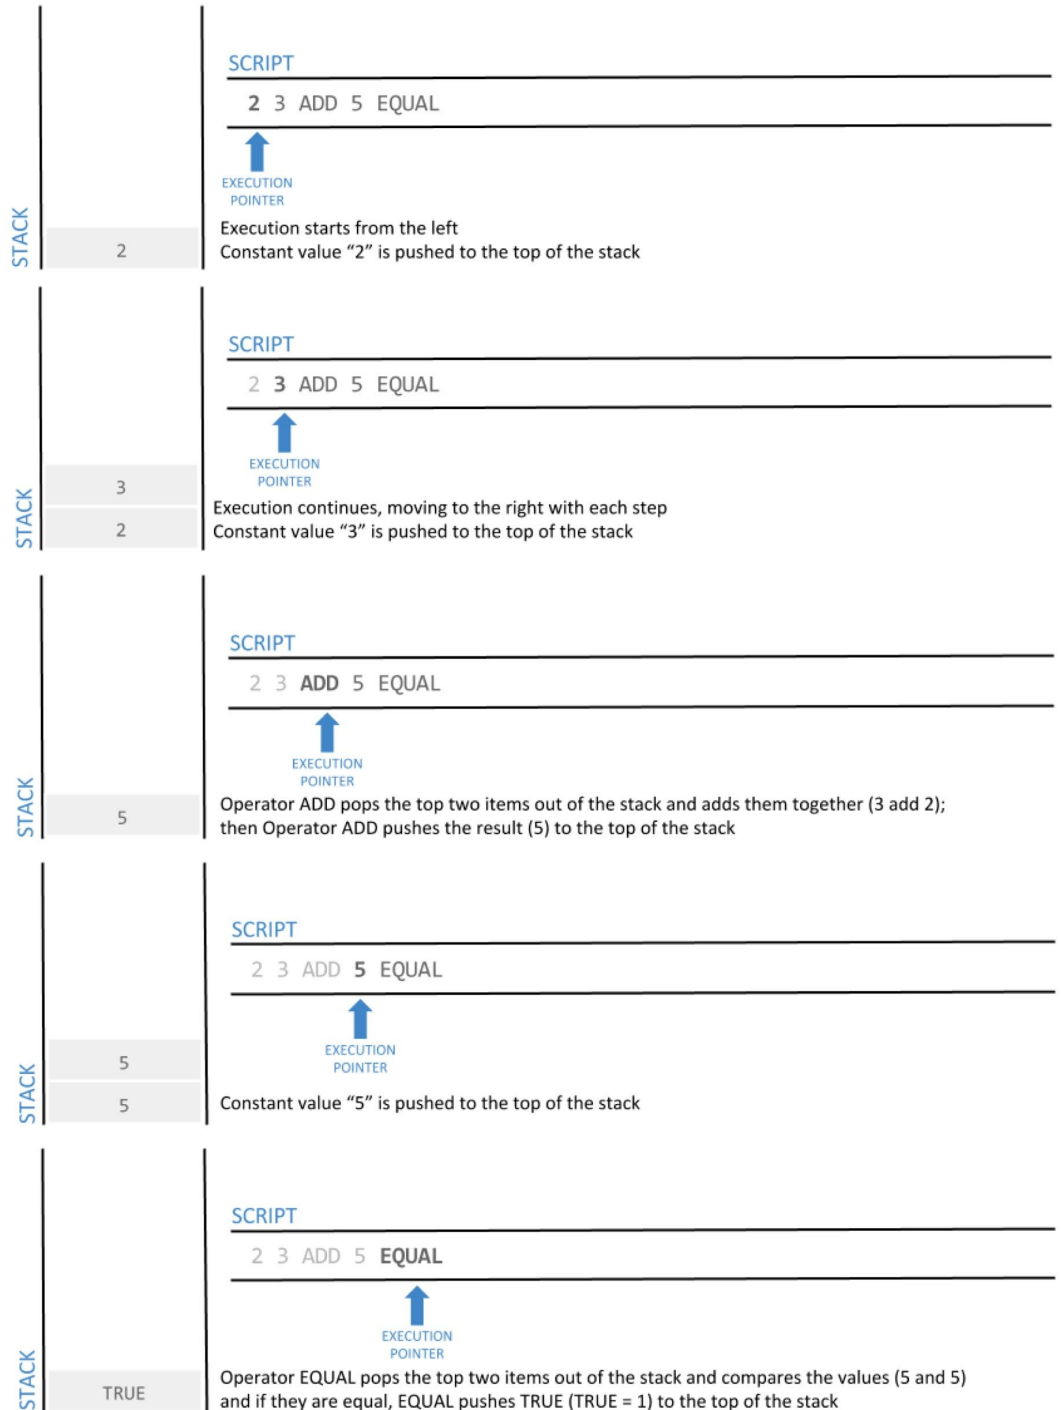 SCRIPT
2 3 ADD 5 EQUAL
EXECUTION
POINTER
STACK
2
Execution starts from the left
Constant value “2” is pushed to the top of the stack
SCRIPT
2 3 ADD 5 EQUAL
EXECUTION
POINTER
STACK
3
2
Execution continues, moving to the right with each step
Constant value “3” is pushed to the top of the stack
SCRIPT
2 3 ADD 5 EQUAL
EXECUTION
POINTER
STACK
5
Operator ADD pops the top two items out of the stack and adds them together (3 add 2);
then Operator ADD pushes the result (5) to the top of the stack
SCRIPT
2 3 ADD 5 EQUAL
EXECUTION
POINTER
STACK
5
5
Constant value “5” is pushed to the top of the stack
SCRIPT
2 3 ADD 5 EQUAL
EXECUTION
POINTER
STACK
TRUE
Operator EQUAL pops the top two items out of the stack and compares the values (5 and 5)
and if they are equal, EQUAL pushes TRUE (TRUE = 1) to the top of the stack